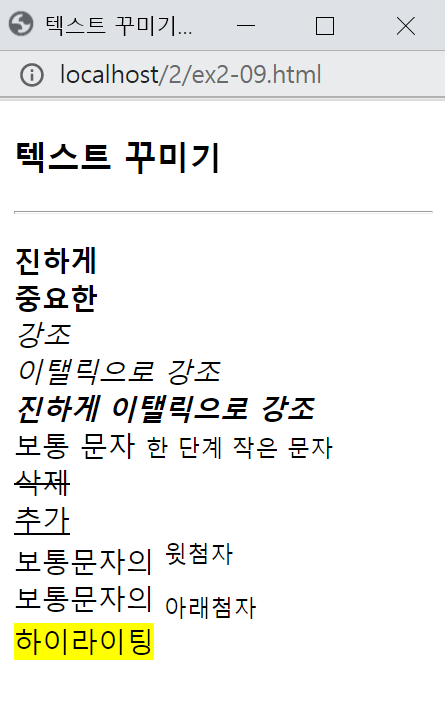 텍스트 꾸미기...
localhost/2/ex2-09.html
텍스트 꾸미기
진하게
중요한
강조
이탤릭으로 강조
진하게 이탤릭으로 강조
보통 문자 한 단계 작은 문자
삭제
추가
보통문자의 윗첨자
보통문자의 아래첨자
하이라이팅